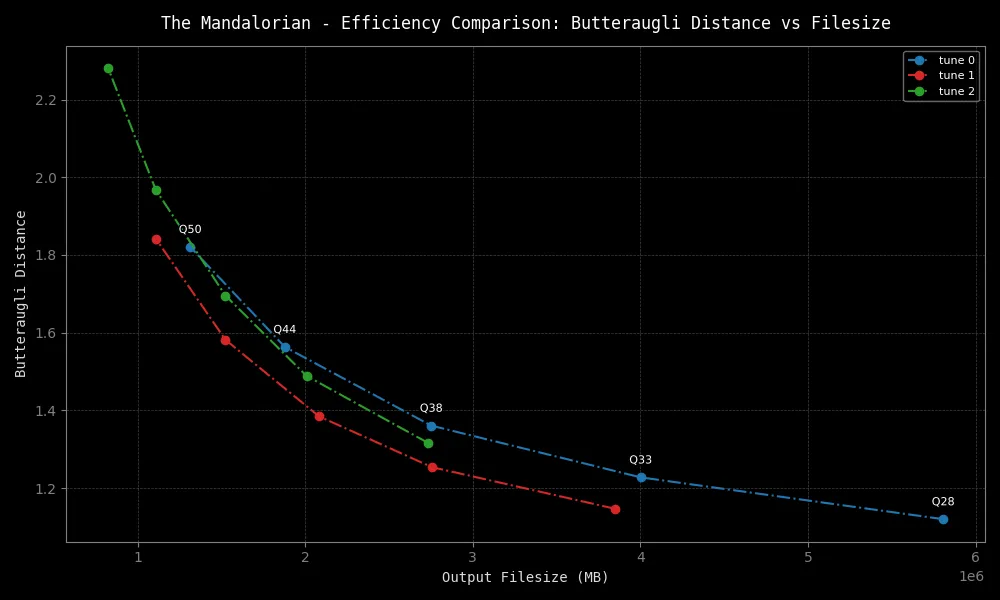 The Mandalorian - Efficiency Comparison: Butteraugli Distance vs Filesize
tune 0
tune 1
tune 2
2.2
2.0
1.8
1.6
1.4
1.2
Butteraugli Distance
Q50
Q44
Q38
Q33
Q28
1
2
3
4
5
6
1e6
Output Filesize (MB)